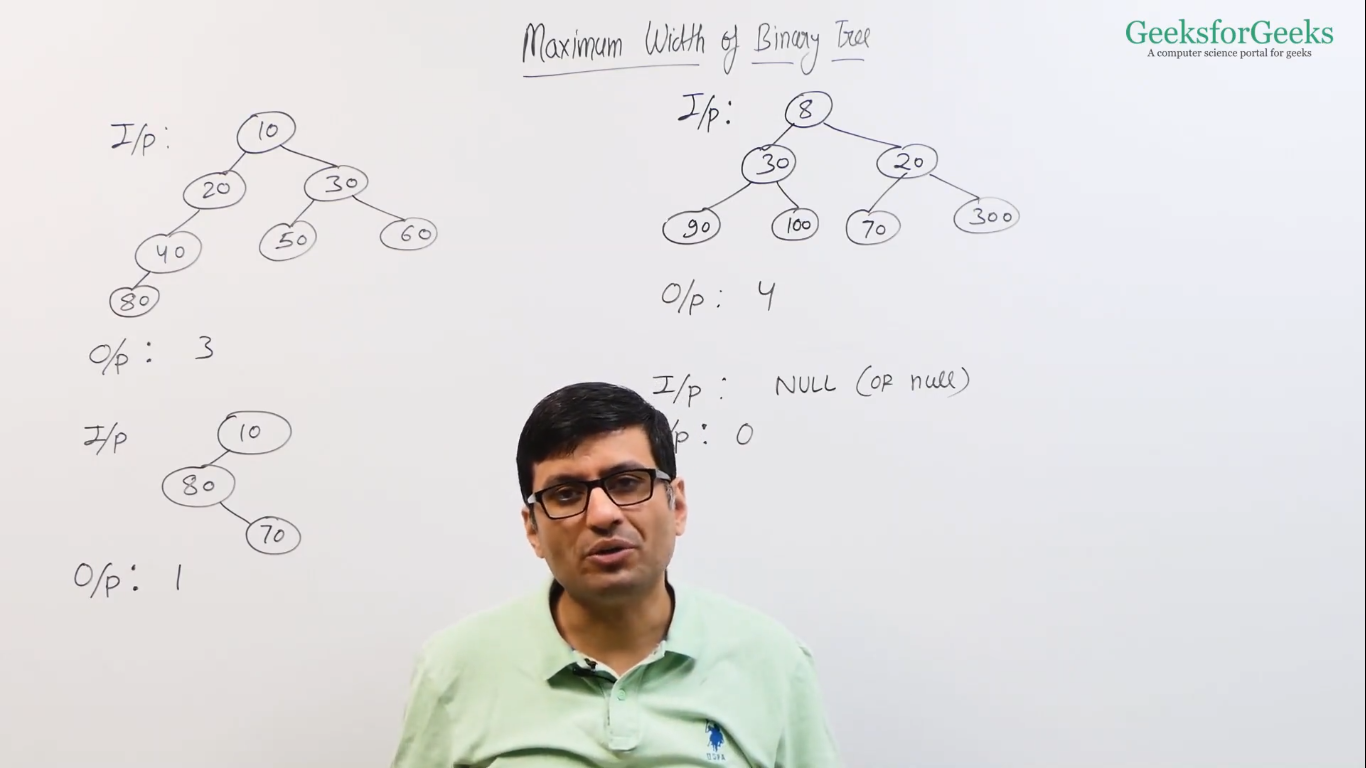 Maximum Width of Binary Tree
GeeksforGeeks
A computer science portal for geeks
I/p:
10
20
30
40
50
60
80
O/p: 3
I/p:
8
30
20
90
100
70
300
O/p: 4
I/p
10
80
70
O/p: 1
I/p: NULL (OR null)
/p: 0
USPA